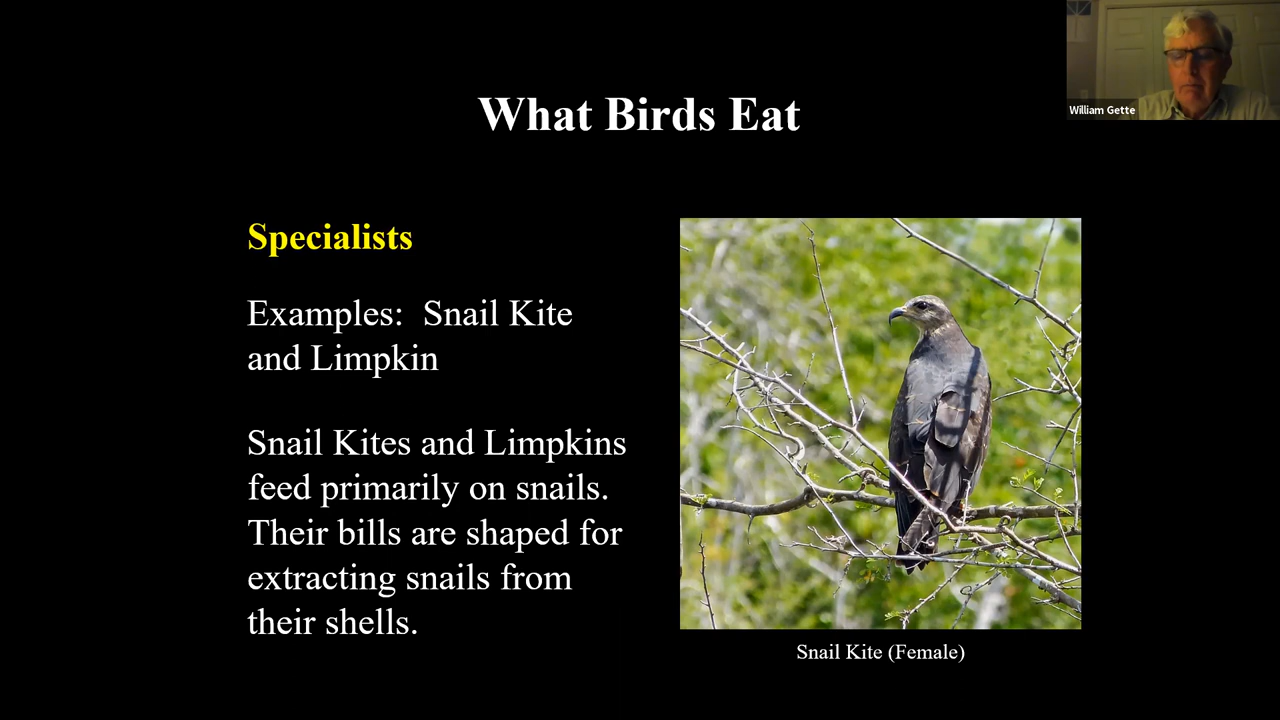 William Gette
What Birds Eat
Specialists
Examples:  Snail Kite
and Limpkin
Snail Kites and Limpkins
feed primarily on snails.
Their bills are shaped for
extracting snails from
their shells.
Snail Kite (Female)